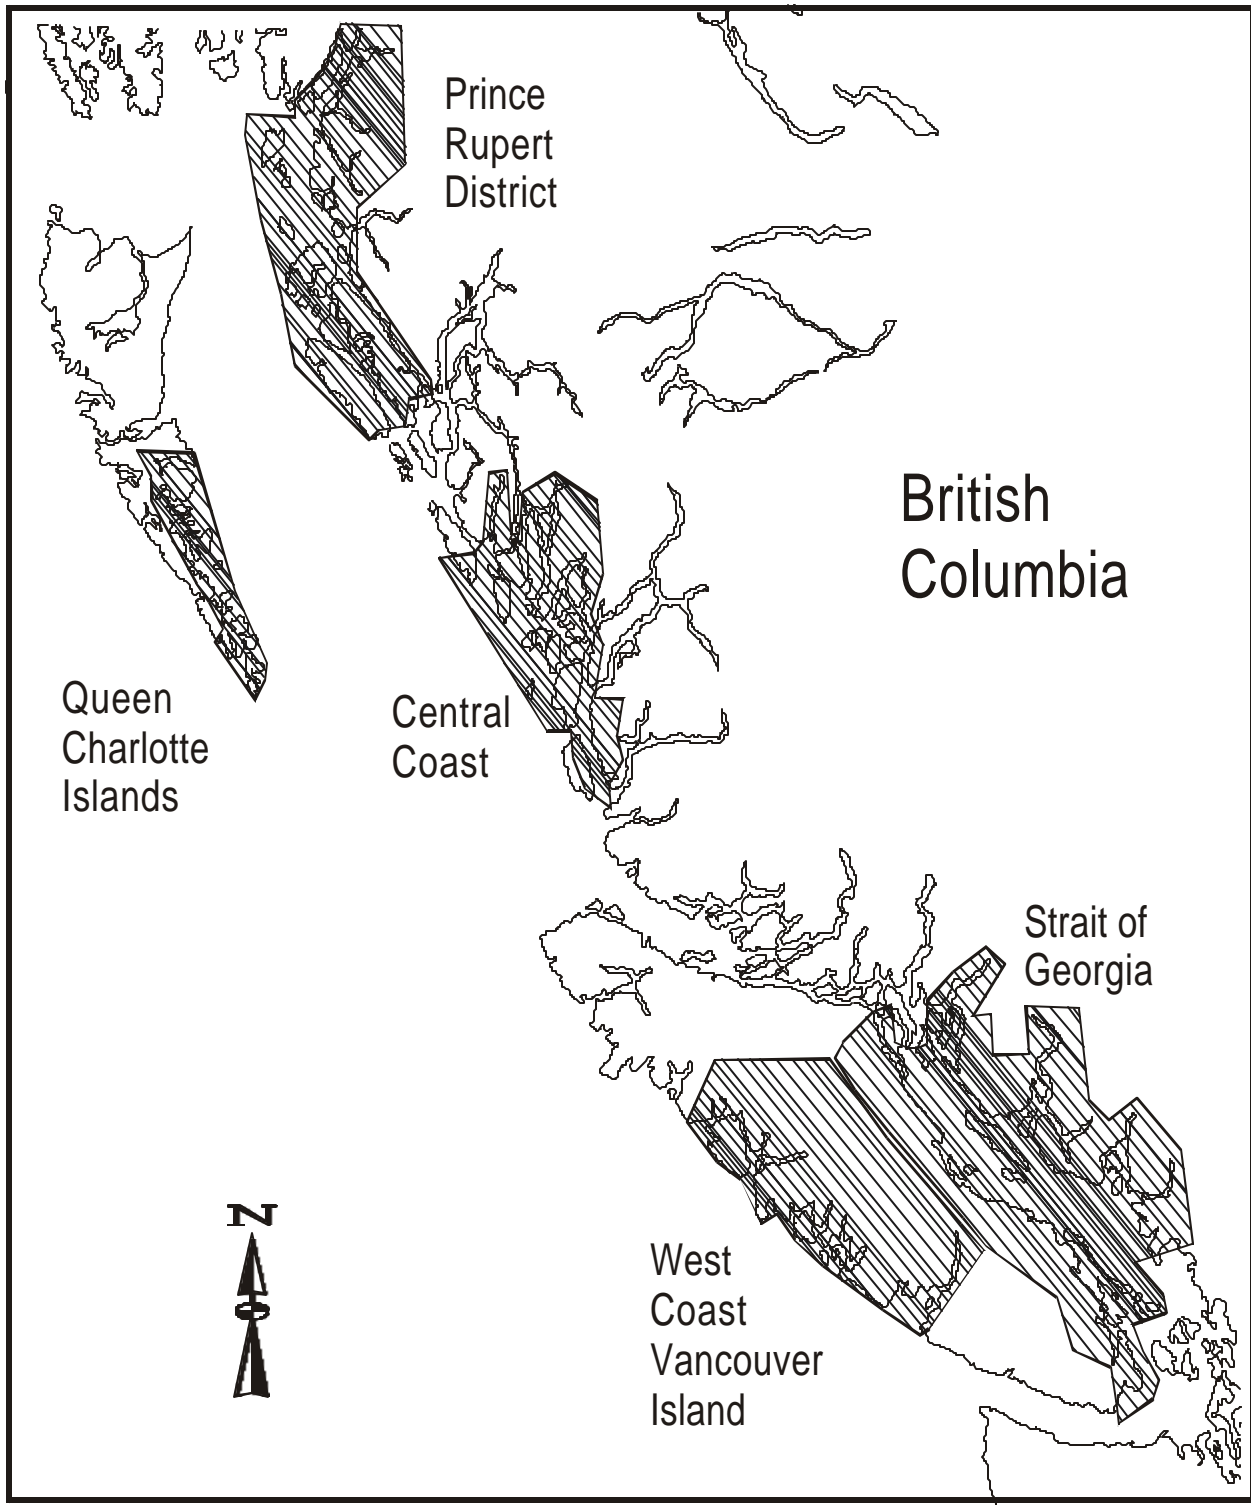 Prince
Rupert
District
British
Columbia
Queen
Charlotte
Islands
Central
Coast
Strait of
Georgia
West
Coast
Vancouver
Island
N